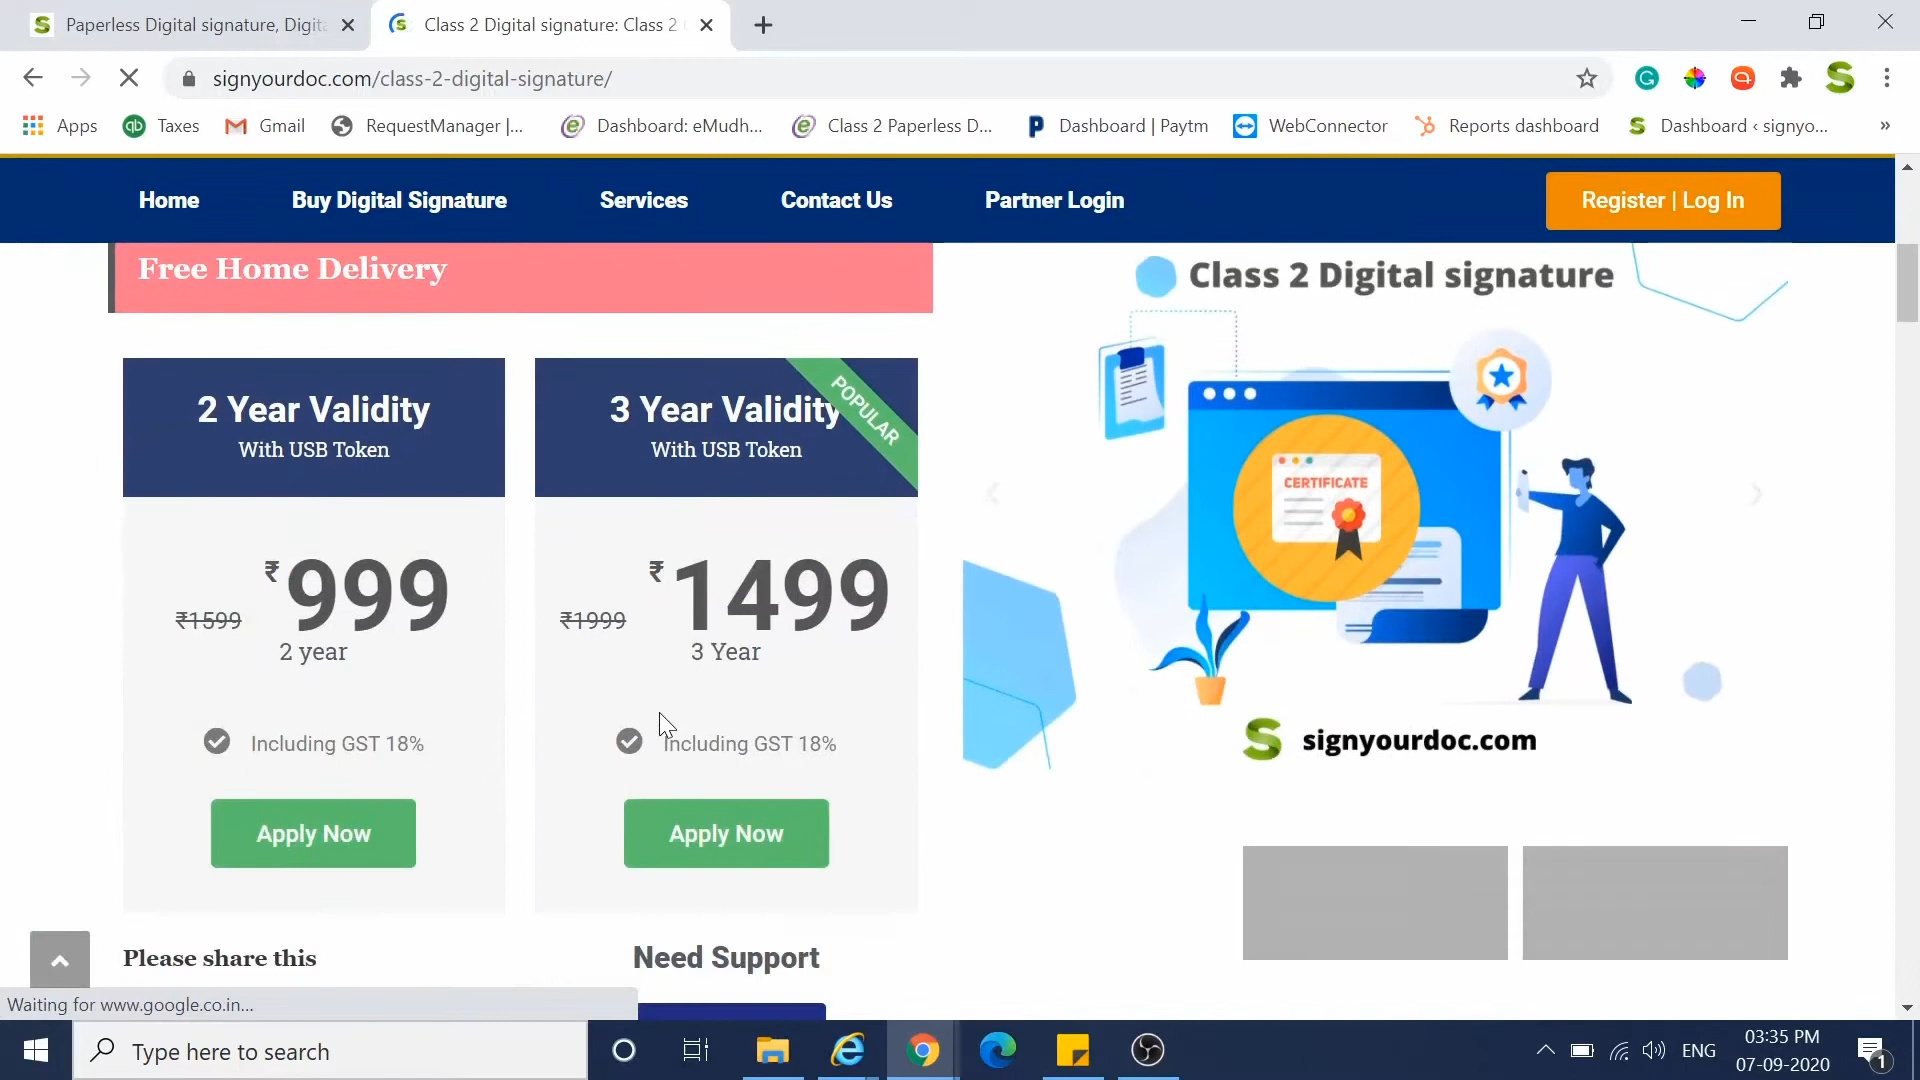 Paperless Digital signature, Digit
Class 2 Digital signature: Class 2
signyourdoc.com/class-2-digital-signature/
Apps
Taxes
Gmail
RequestManager |...
Dashboard: eMudh...
Class 2 Paperless D...
Dashboard | Paytm
WebConnector
Reports dashboard
Dashboard ‹ signyo...
»
Home
Buy Digital Signature
Services
Contact Us
Partner Login
Register | Log In
Free Home Delivery
Class 2 Digital signature
2 Year Validity
With USB Token
3 Year Validity
With USB Token
POPULAR
CERTIFICATE
₹1599
₹999
2 year
₹1999
₹1499
3 Year
Including GST 18%
Including GST 18%
signyourdoc.com
Apply Now
Apply Now
Please share this
Need Support
Waiting for www.google.co.in...
Type here to search
ENG
03:35 PM
07-09-2020
1